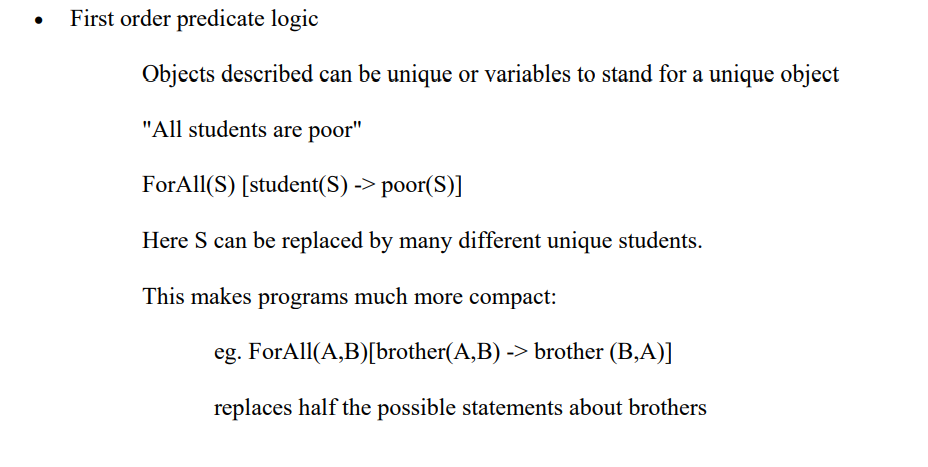 • First order predicate logic
Objects described can be unique or variables to stand for a unique object
"All students are poor"
ForAll(S) [student(S) -> poor(S)]
Here S can be replaced by many different unique students.
This makes programs much more compact:
eg. ForAll(A,B)[brother(A,B) -> brother (B,A)]
replaces half the possible statements about brothers